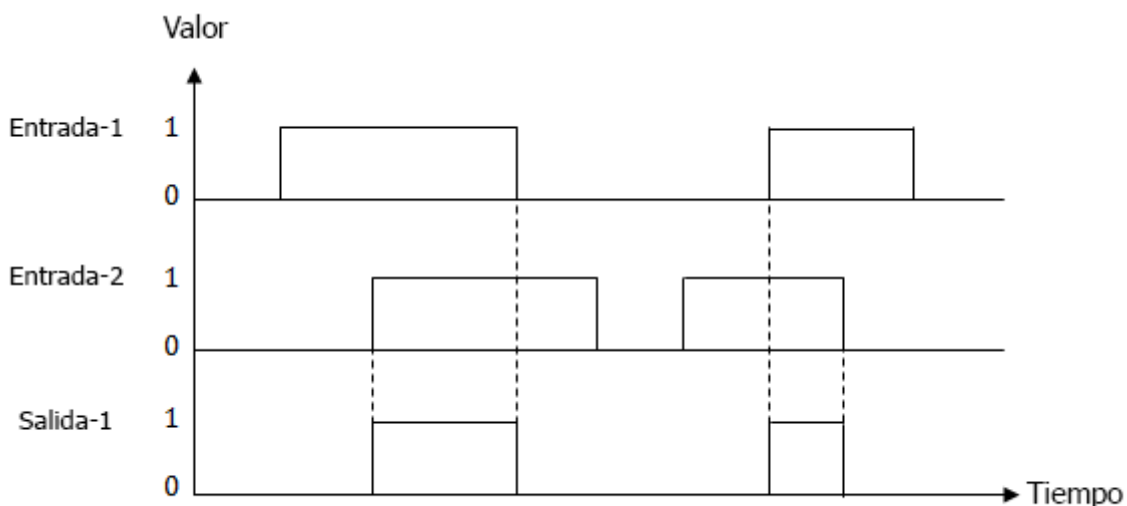 Valor
Entrada-1 1
0
Entrada-2 1
0
Salida-1 1
0
Tiempo